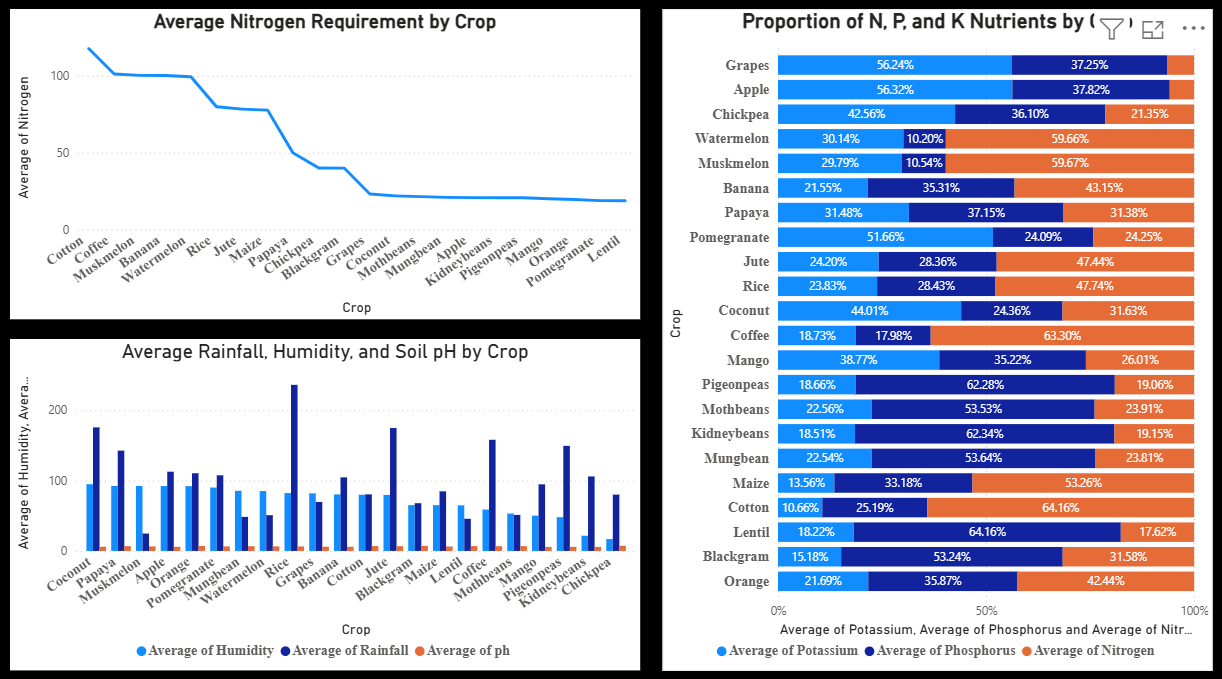 Average Nitrogen Requirement by Crop
Average of Nitrogen
100
50
0
Cotton
Coffee
Muskmelon
Banana
Watermelon
Rice
Jute
Maize
Papaya
Chickpea
Blackgram
Grapes
Coconut
Mothbeans
Mungbean
Apple
Kidneybeans
Pigeonpeas
Mango
Orange
Pomegranate
Lentil
Crop
Average Rainfall, Humidity, and Soil pH by Crop
Average of Humidity, Avera...
200
100
0
Coconut
Papaya
Muskmelon
Apple
Orange
Pomegranate
Mungbean
Watermelon
Rice
Grapes
Banana
Cotton
Jute
Blackgram
Maize
Lentil
Coffee
Mothbeans
Mango
Pigeonpeas
Kidneybeans
Chickpea
Crop
Average of Humidity Average of Rainfall Average of ph
Proportion of N, P, and K Nutrients by
Crop
Grapes 56.24% 37.25%
Apple 56.32% 37.82%
Chickpea 42.56% 36.10% 21.35%
Watermelon 30.14% 10.20% 59.66%
Muskmelon 29.79% 10.54% 59.67%
Banana 21.55% 35.31% 43.15%
Papaya 31.48% 37.15% 31.38%
Pomegranate 51.66% 24.09% 24.25%
Jute 24.20% 28.36% 47.44%
Rice 23.83% 28.43% 47.74%
Coconut 44.01% 24.36% 31.63%
Coffee 18.73% 17.98% 63.30%
Mango 38.77% 35.22% 26.01%
Pigeonpeas 18.66% 62.28% 19.06%
Mothbeans 22.56% 53.53% 23.91%
Kidneybeans 18.51% 62.34% 19.15%
Mungbean 22.54% 53.64% 23.81%
Maize 13.56% 33.18% 53.26%
Cotton 10.66% 25.19% 64.16%
Lentil 18.22% 64.16% 17.62%
Blackgram 15.18% 53.24% 31.58%
Orange 21.69% 35.87% 42.44%
0% 50% 100%
Average of Potassium, Average of Phosphorus and Average of Nitr...
Average of Potassium Average of Phosphorus Average of Nitrogen